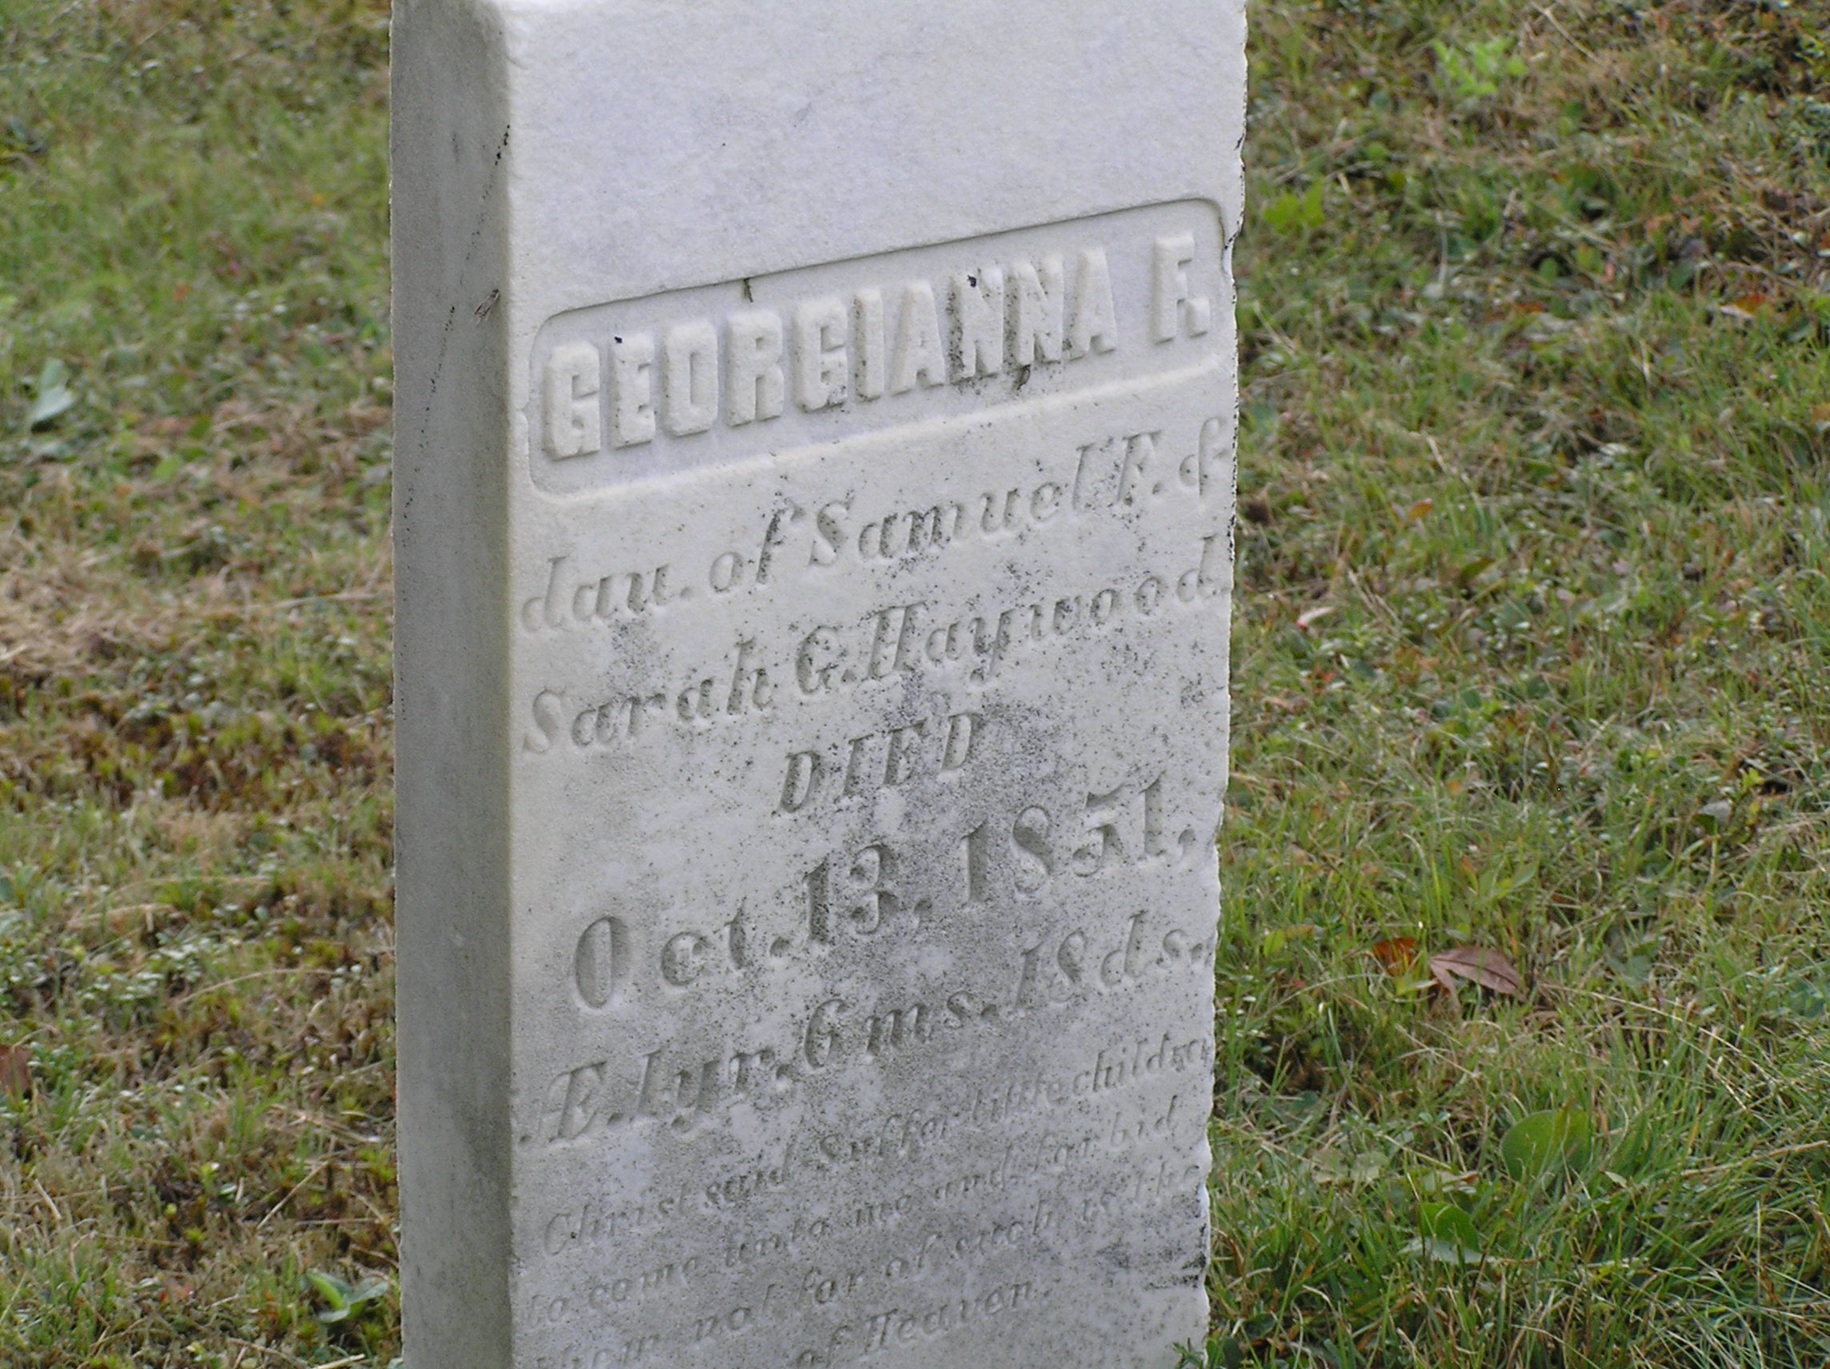 GEORGIANNA F.
dau. of Samuel F. &
Sarah G. Haywood.
DIED
Oct. 13, 1851,
Æ. 1 yr. 6 ms. 18 ds.
Christ said Suffer little children
to come unto me and forbid
them not for of such is the
of Heaven.